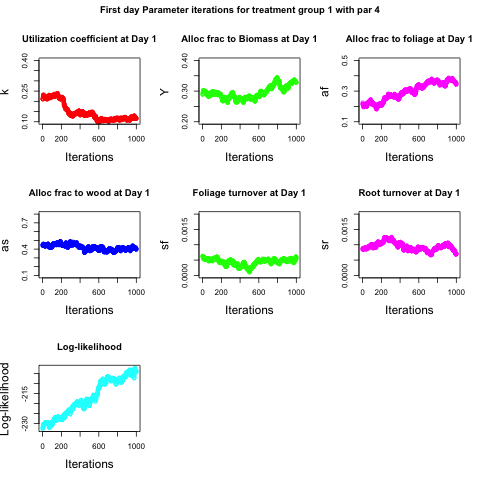 First day Parameter iterations for treatment group 1 with par 4
Utilization coefficient at Day 1
k
0.10 0.25 0.40
0 200 600 1000
Iterations
Alloc frac to Biomass at Day 1
Y
0.20 0.30 0.40
0 200 600 1000
Iterations
Alloc frac to foliage at Day 1
af
0.1 0.3 0.5
0 200 600 1000
Iterations
Alloc frac to wood at Day 1
as
0.1 0.4 0.7
0 200 600 1000
Iterations
Foliage turnover at Day 1
sf
0.0000 0.0015
0 200 600 1000
Iterations
Root turnover at Day 1
sr
0.0000 0.0015
0 200 600 1000
Iterations
Log-likelihood
Log-likelihood
-230 -215
0 200 600 1000
Iterations